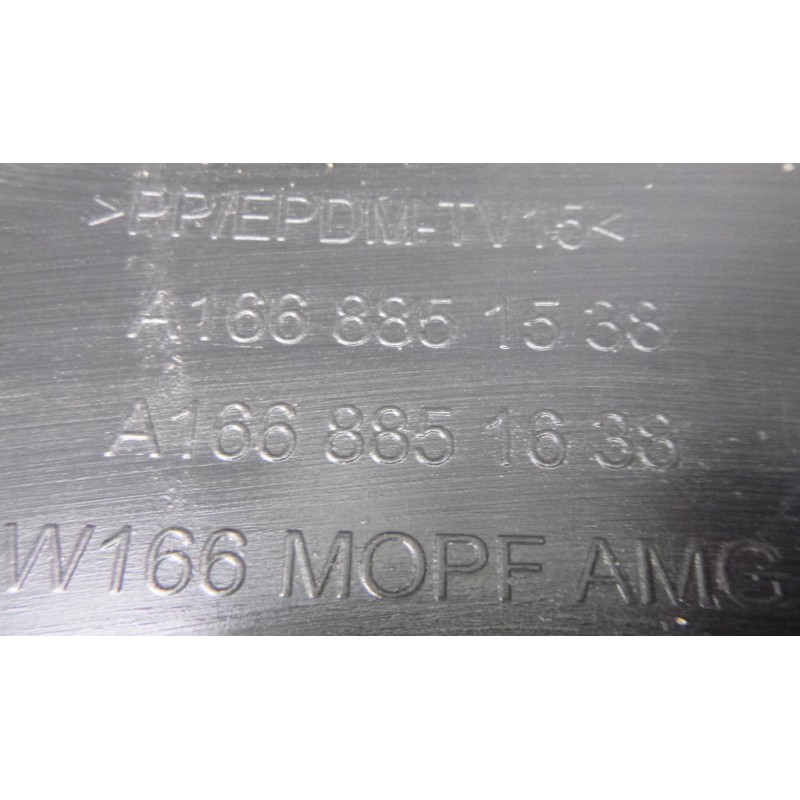 >PP/EPDM-TV15<
A166 885 15 38
A166 885 16 38
W166 MOPF AMG